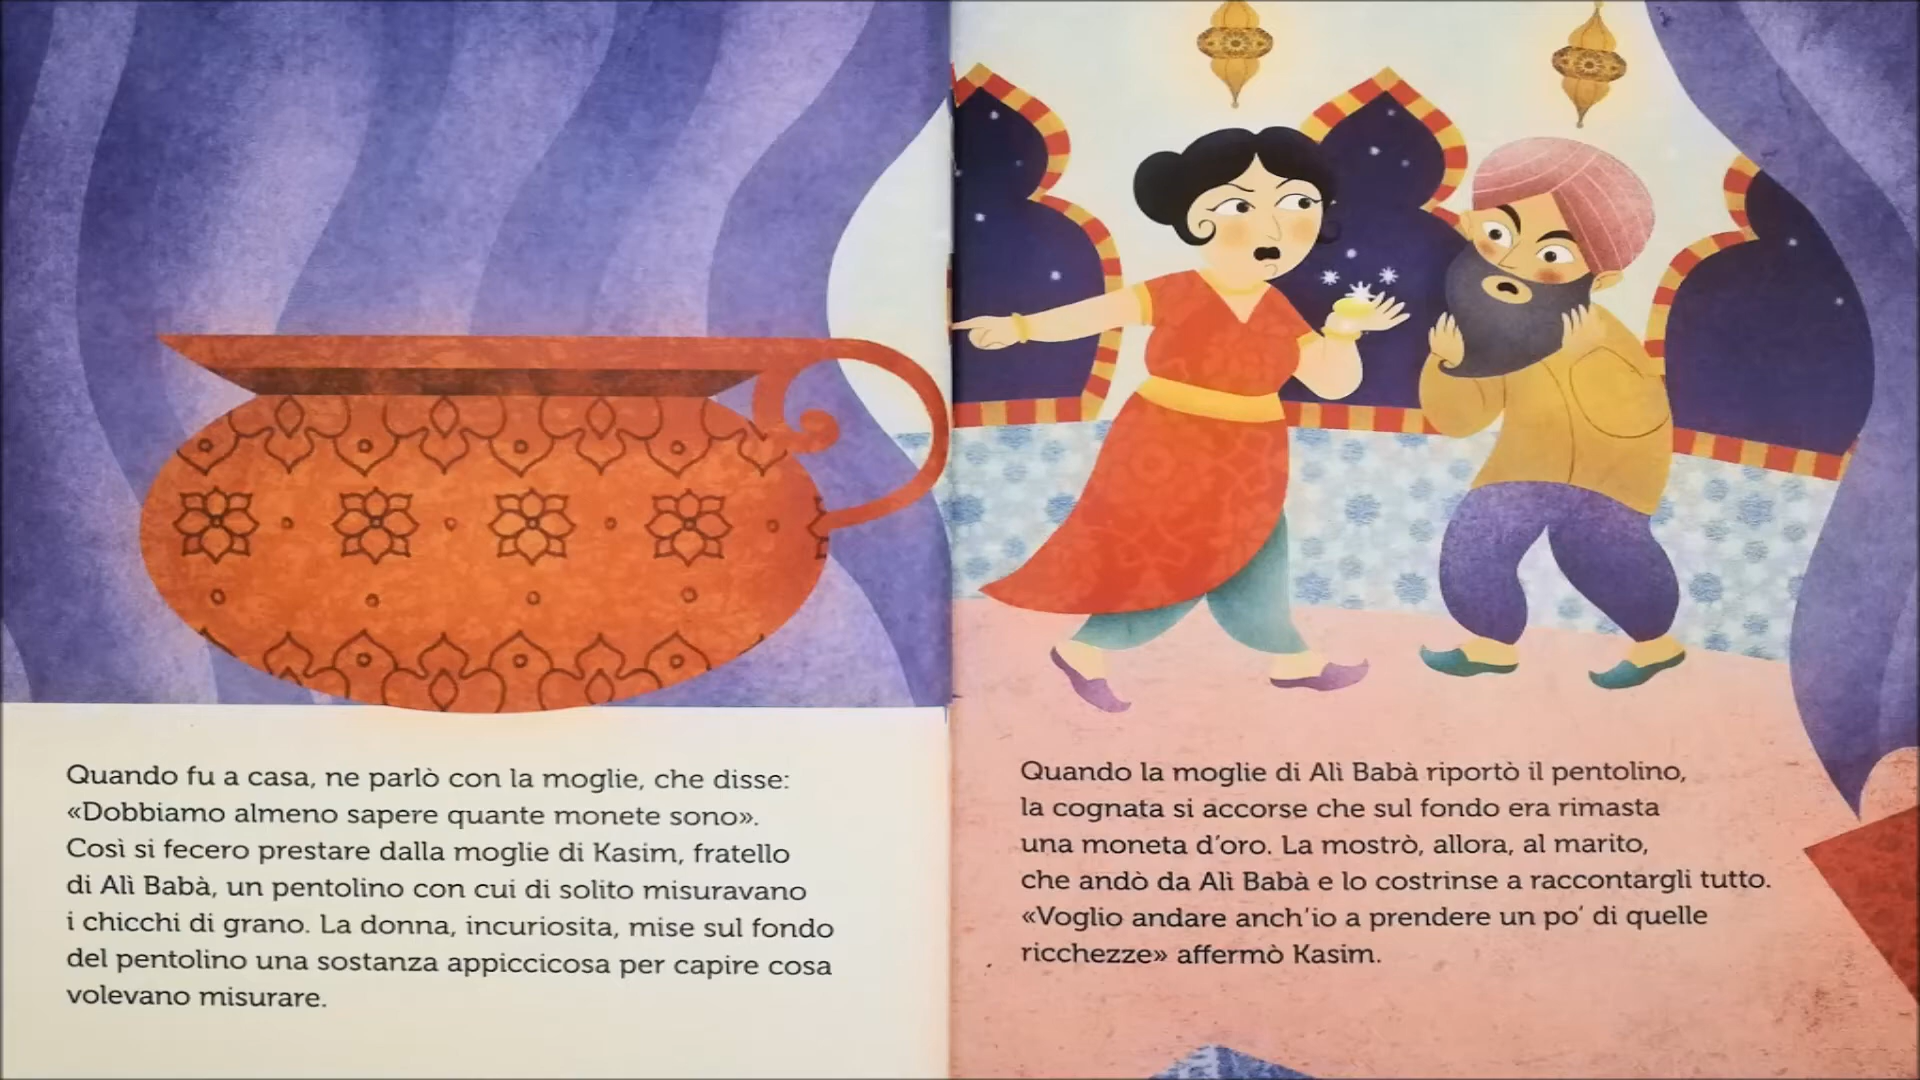 Quando fu a casa, ne parlò con la moglie, che disse:
«Dobbiamo almeno sapere quante monete sono».
Così si fecero prestare dalla moglie di Kasim, fratello
di Alì Babà, un pentolino con cui di solito misuravano
i chicchi di grano. La donna, incuriosita, mise sul fondo
del pentolino una sostanza appiccicosa per capire cosa
volevano misurare.
Quando la moglie di Alì Babà riportò il pentolino,
la cognata si accorse che sul fondo era rimasta
una moneta d'oro. La mostrò, allora, al marito,
che andò da Alì Babà e lo costrinse a raccontargli tutto.
«Voglio andare anch'io a prendere un po' di quelle
ricchezze» affermò Kasim.